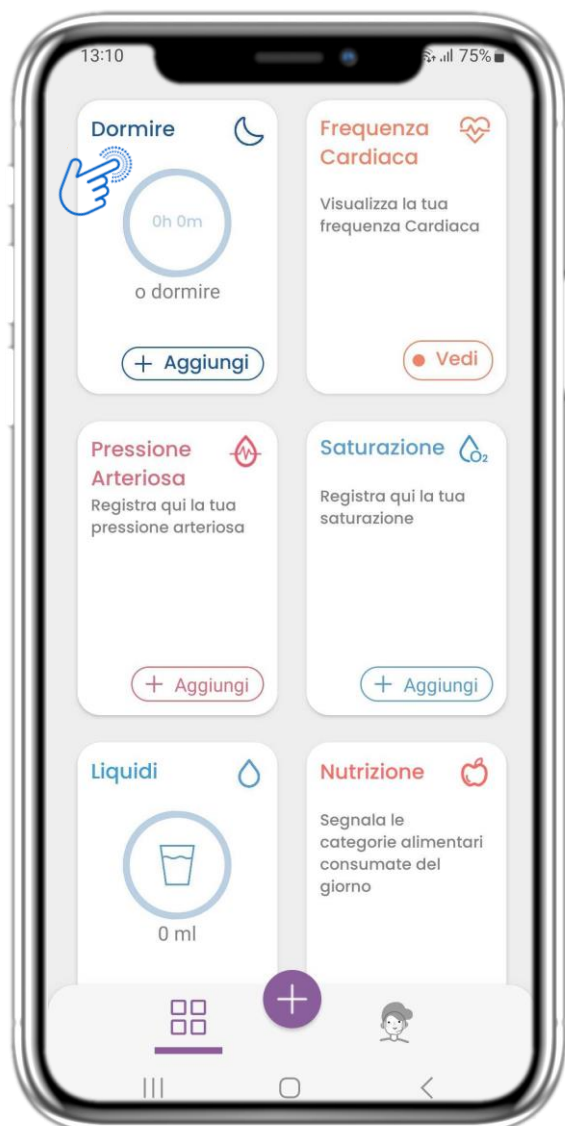 13:10
75%
Dormire
0h 0m
o dormire
+ Aggiungi
Frequenza
Cardiaca
Visualizza la tua
frequenza Cardiaca
Vedi
Pressione
Arteriosa
Registra qui la tua
pressione arteriosa
+ Aggiungi
Saturazione
O2
Registra qui la tua
saturazione
+ Aggiungi
Liquidi
0 ml
Nutrizione
Segnala le
categorie alimentari
consumate del
giorno